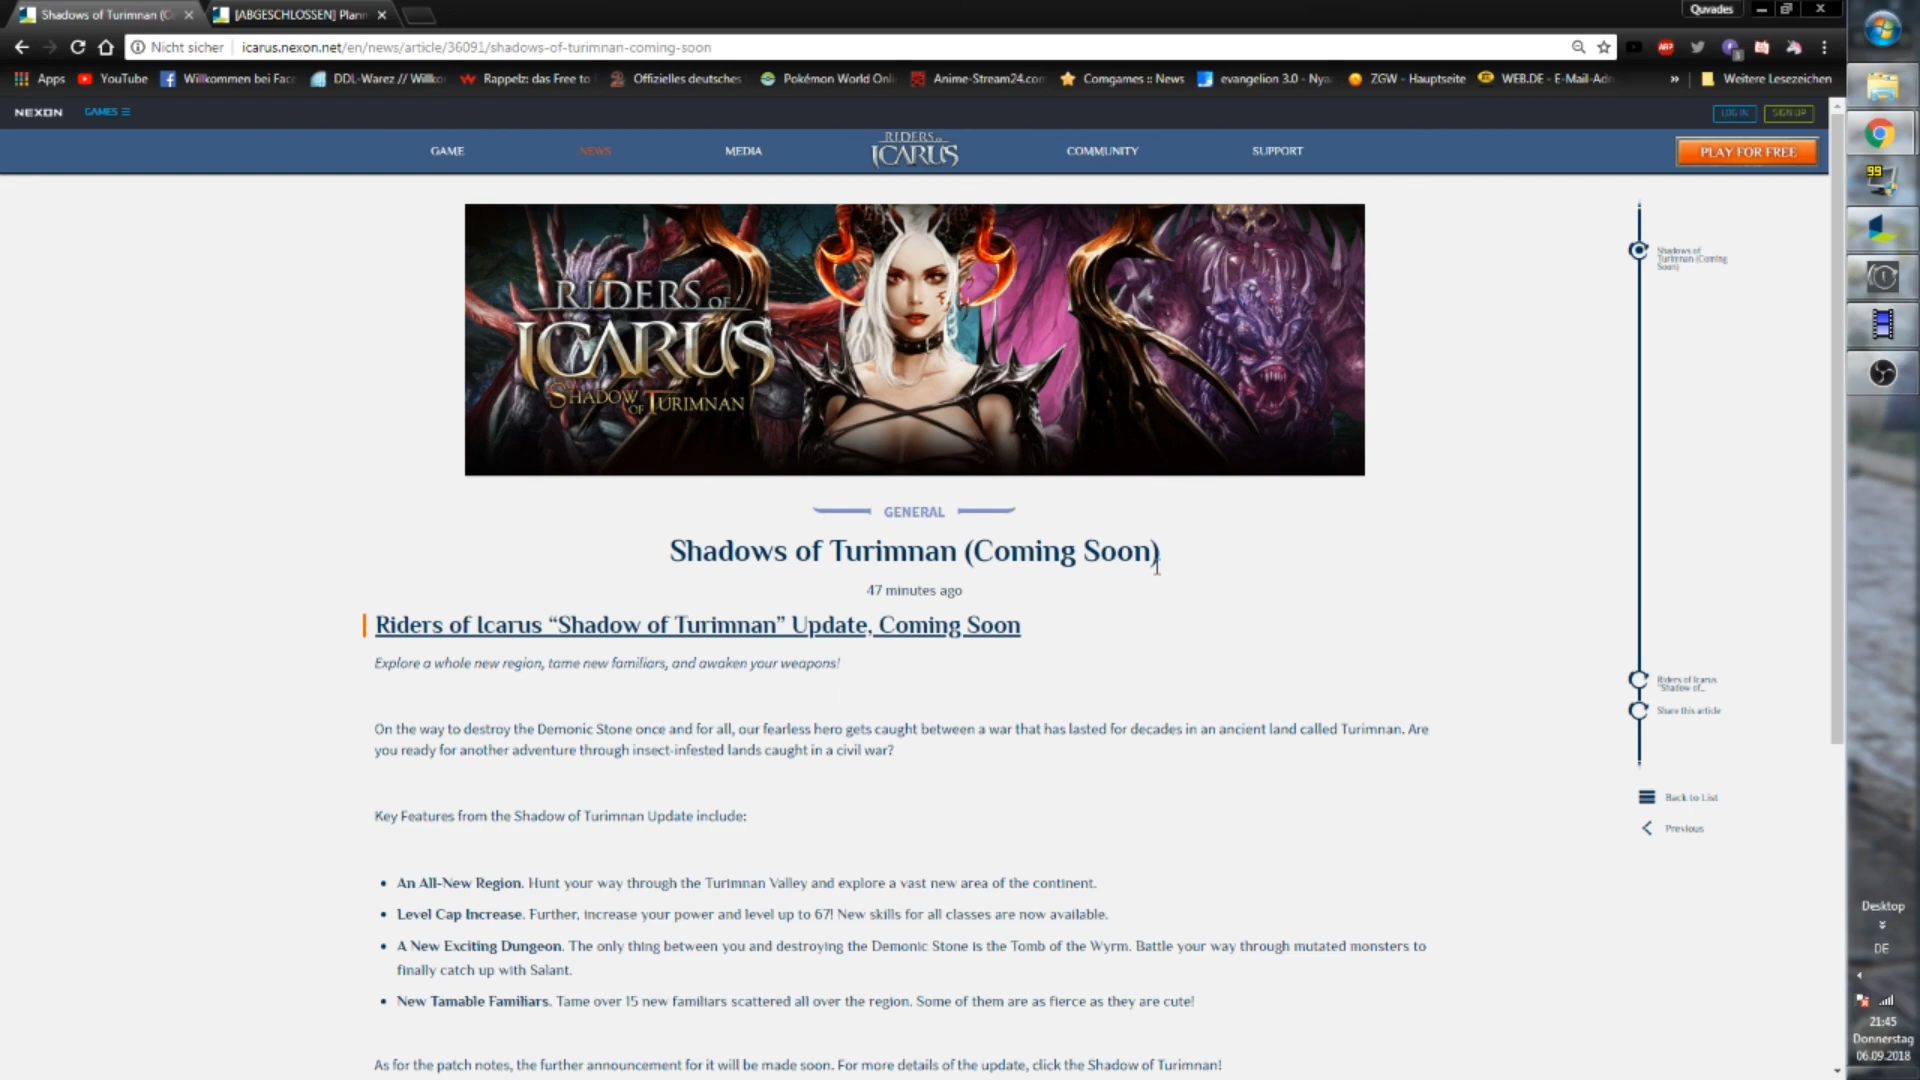 Shadows of Turimnan (C
[ABGESCHLOSSEN] Plann
Quvades
Nicht sicher
icarus.nexon.net/en/news/article/36091/shadows-of-turimnan-coming-soon
ABP
Apps
YouTube
Willkommen bei Face
DDL-Warez // Willko
Rappelz: das Free to
Offizielles deutsches
Pokémon World Onli
Anime-Stream24.com
Comgames :: News
evangelion 3.0 - Nya
ZGW - Hauptseite
WEB.DE - E-Mail-Adr
»
Weitere Lesezeichen
NEXON
GAMES
LOG IN
SIGN UP
GAME
NEWS
MEDIA
RIDERS OF
ICARUS
COMMUNITY
SUPPORT
PLAY FOR FREE
99
RIDERS OF
ICARUS
SHADOW OF TURIMNAN
Shadows of
Turimnan (Coming
Soon)
GENERAL
Shadows of Turimnan (Coming Soon)
47 minutes ago
Riders of Icarus “Shadow of Turimnan” Update, Coming Soon
Explore a whole new region, tame new familiars, and awaken your weapons!
Riders of Icarus
"Shadow of...
Share this article
On the way to destroy the Demonic Stone once and for all, our fearless hero gets caught between a war that has lasted for decades in an ancient land called Turimnan. Are
you ready for another adventure through insect-infested lands caught in a civil war?
Back to List
Previous
Key Features from the Shadow of Turimnan Update include:
• An All-New Region. Hunt your way through the Turimnan Valley and explore a vast new area of the continent.
• Level Cap Increase. Further, increase your power and level up to 67! New skills for all classes are now available.
• A New Exciting Dungeon. The only thing between you and destroying the Demonic Stone is the Tomb of the Wyrm. Battle your way through mutated monsters to
finally catch up with Salant.
• New Tamable Familiars. Tame over 15 new familiars scattered all over the region. Some of them are as fierce as they are cute!
As for the patch notes, the further announcement for it will be made soon. For more details of the update, click the Shadow of Turimnan!
Desktop
DE
21:45
Donnerstag
06.09.2018